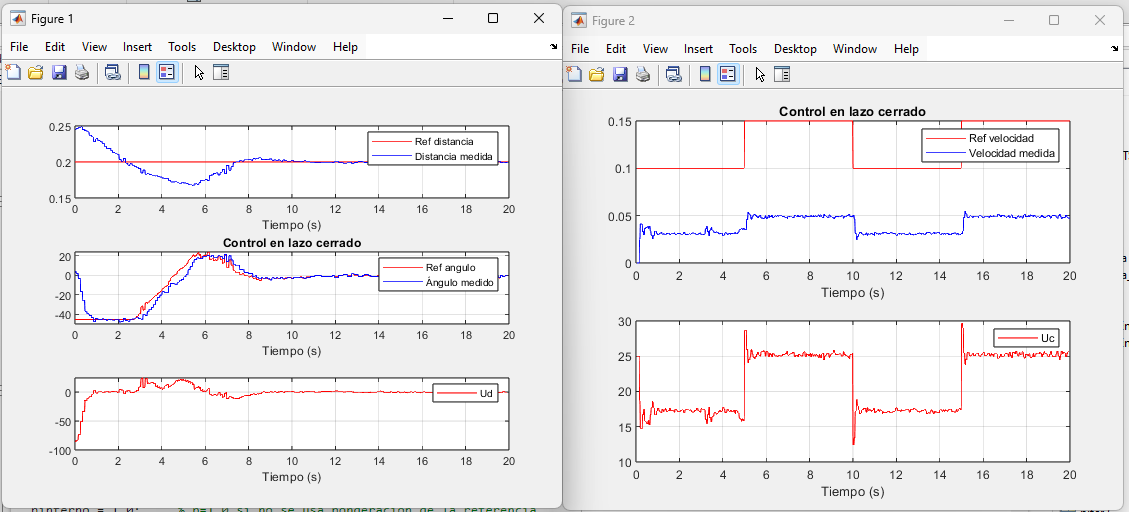 Figure 1
File Edit View Insert Tools Desktop Window Help
0.25
0.2
0.15
Ref distancia
Distancia medida
0 2 4 6 8 10 12 14 16 18 20
Tiempo (s)
Control en lazo cerrado
20
0
-20
-40
Ref angulo
Ángulo medido
0 2 4 6 8 10 12 14 16 18 20
Tiempo (s)
0
-50
-100
Ud
0 2 4 6 8 10 12 14 16 18 20
Tiempo (s)
Figure 2
File Edit View Insert Tools Desktop Window Help
Control en lazo cerrado
0.15
0.1
0.05
0
Ref velocidad
Velocidad medida
0 2 4 6 8 10 12 14 16 18 20
Tiempo (s)
30
25
20
15
10
Uc
0 2 4 6 8 10 12 14 16 18 20
Tiempo (s)